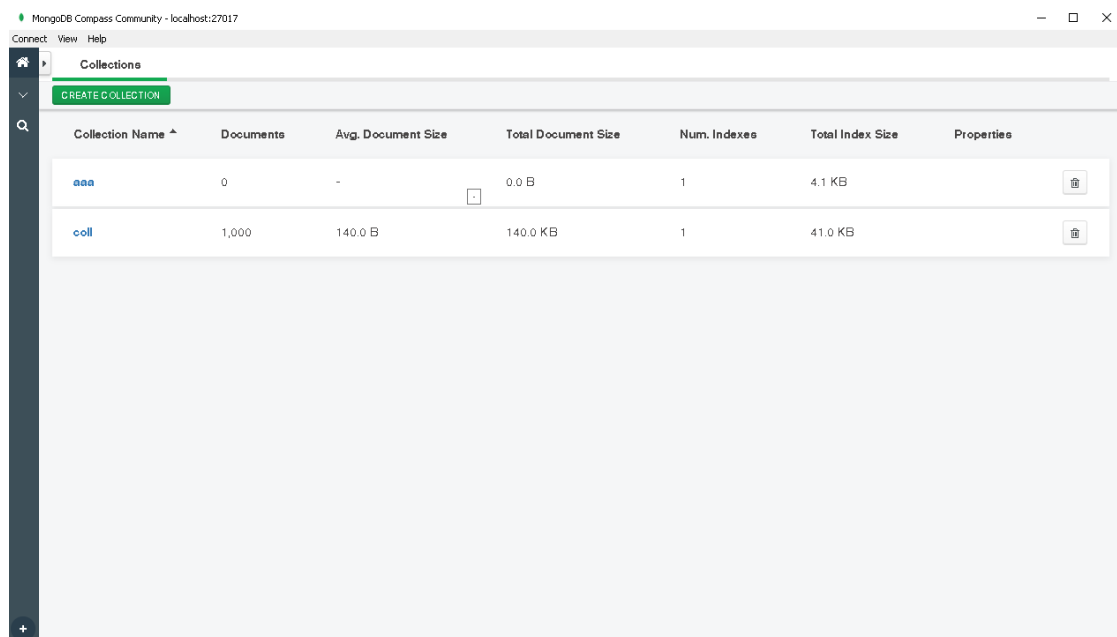 MongoDB Compass Community - localhost:27017
Connect View Help
Collections
CREATE COLLECTION
Collection Name Documents Avg. Document Size Total Document Size Num. Indexes Total Index Size Properties
aaa 0 - 0.0 B 1 4.1 KB
-
coll 1,000 140.0 B 140.0 KB 1 41.0 KB